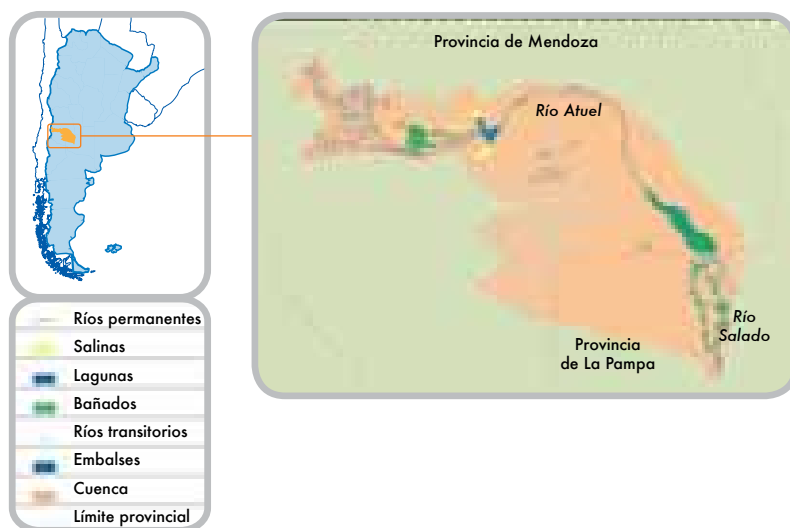 Provincia de Mendoza
Río Atuel
Río
Salado
Provincia
de La Pampa
Ríos permanentes
Salinas
Lagunas
Bañados
Ríos transitorios
Embalses
Cuenca
Límite provincial